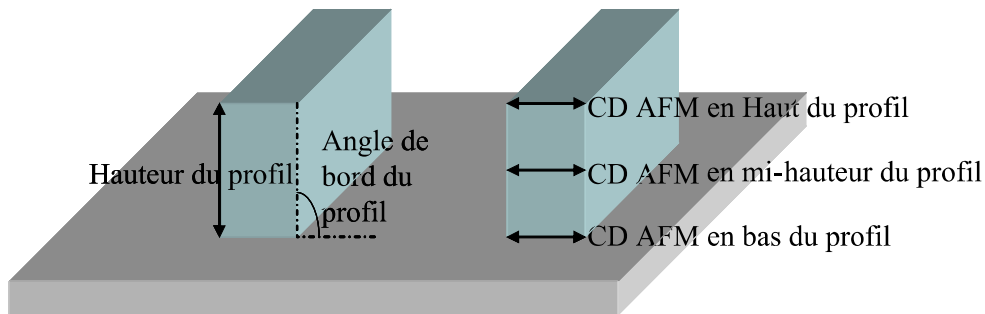 Hauteur du profil
Angle de
bord du
profil
CD AFM en Haut du profil
CD AFM en mi-hauteur du profil
CD AFM en bas du profil